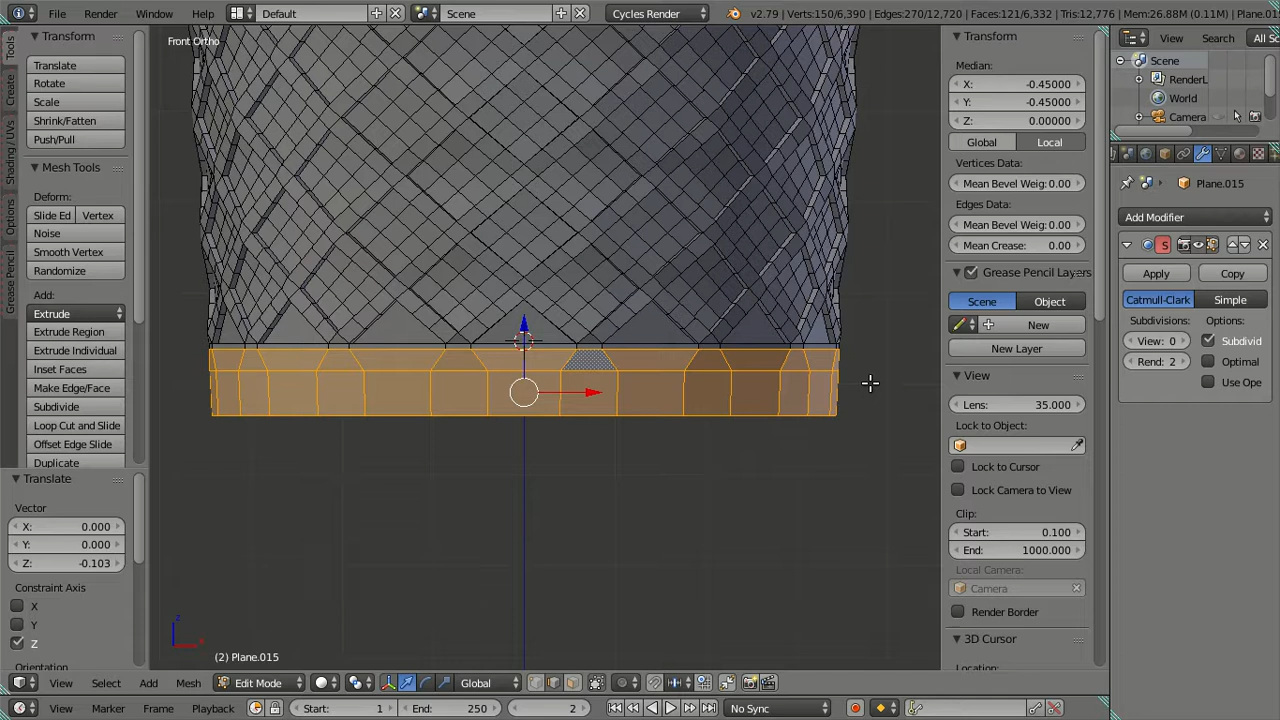 File Render Window Help Default Scene Cycles Render v2.79 | Verts:150/6,390 | Edges:270/12,720 | Faces:121/6,332 | Tris:12,776 | Mem:26.88M (0.11M) | Plane.01
Tools
Create
Shading / UVs
Options
Grease Pencil
Transform
Translate
Rotate
Scale
Shrink/Fatten
Push/Pull
Mesh Tools
Deform:
Slide Ed Vertex
Noise
Smooth Vertex
Randomize
Add:
Extrude
Extrude Region
Extrude Individual
Inset Faces
Make Edge/Face
Subdivide
Loop Cut and Slide
Offset Edge Slide
Duplicate
Translate
Vector
X: 0.000
Y: 0.000
Z: -0.103
Constraint Axis
X
Y
Z
Orientation
Front Ortho
z
x
(2) Plane.015
Transform
Median:
X: -0.45000
Y: -0.45000
Z: 0.00000
Global Local
Vertices Data:
Mean Bevel Weig: 0.00
Edges Data:
Mean Bevel Weig: 0.00
Mean Crease: 0.00
Grease Pencil Layers
Scene Object
New
New Layer
View
Lens: 35.000
Lock to Object:
Lock to Cursor
Lock Camera to View
Clip:
Start: 0.100
End: 1000.000
Local Camera:
Camera
Render Border
3D Cursor
Location:
View Search All Sc
Scene
RenderL
World
Camera
Plane.015
Add Modifier
S
Apply Copy
Catmull-Clark Simple
Subdivisions: Options:
View: 0 Subdivid
Rend: 2 Optimal
Use Ope
View Select Add Mesh Edit Mode Global
View Marker Frame Playback Start: 1 End: 250 2 No Sync